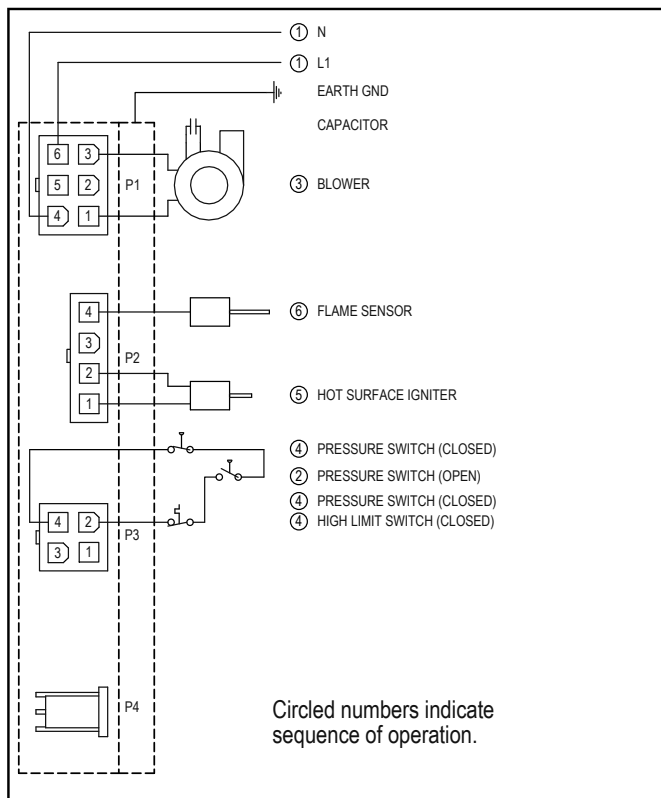 ① N
① L1
EARTH GND
CAPACITOR
6 3
5 2 P1
③ BLOWER
4 1
4
⑥ FLAME SENSOR
3
P2
2
⑤ HOT SURFACE IGNITER
1
④ PRESSURE SWITCH (CLOSED)
② PRESSURE SWITCH (OPEN)
④ PRESSURE SWITCH (CLOSED)
④ HIGH LIMIT SWITCH (CLOSED)
4 2
P3
3 1
P4
Circled numbers indicate
sequence of operation.